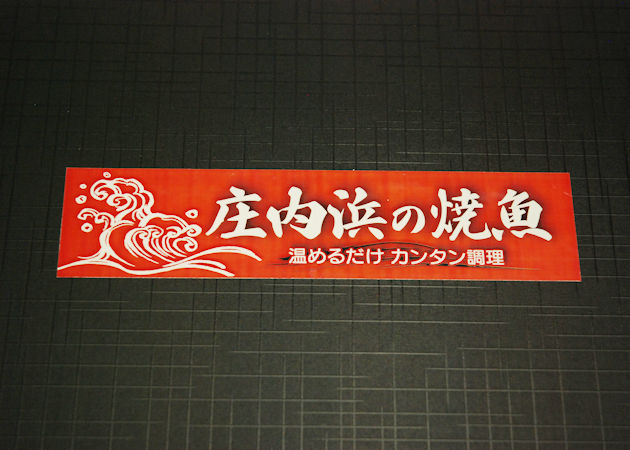 庄内浜の焼魚
温めるだけ カンタン調理